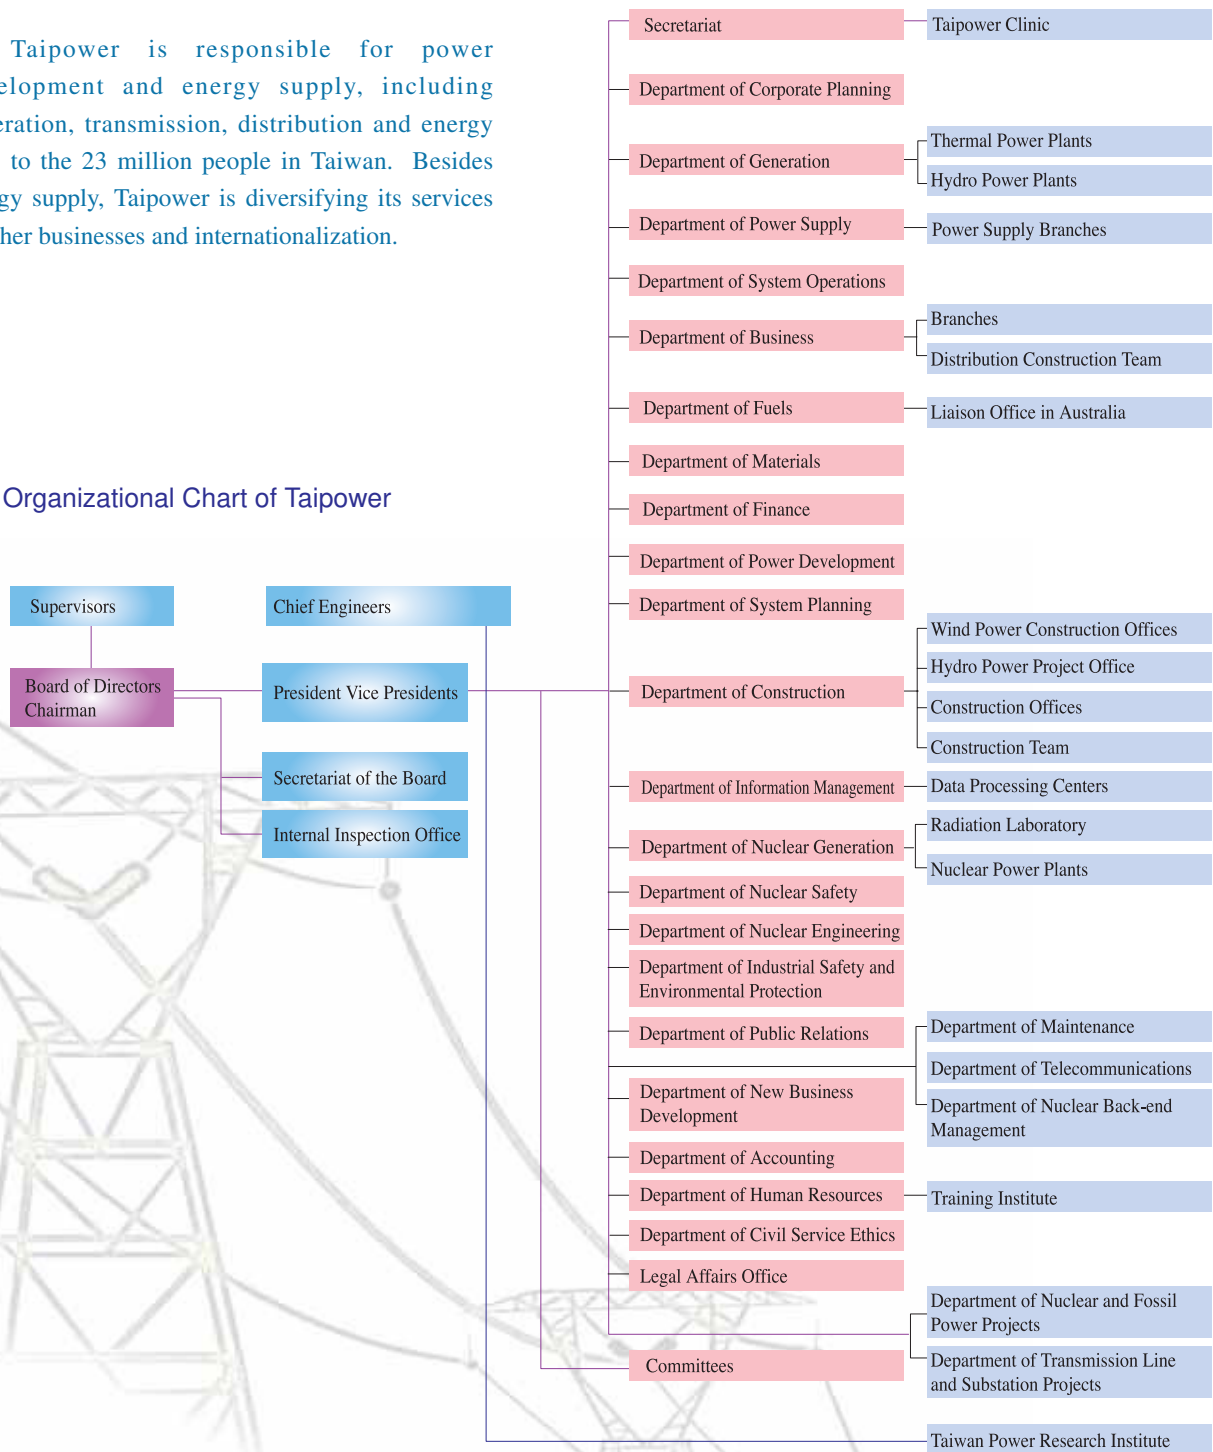 Taipower is responsible for power
elopment and energy supply, including
eration, transmission, distribution and energy
to the 23 million people in Taiwan. Besides
gy supply, Taipower is diversifying its services
her businesses and internationalization.
Organizational Chart of Taipower
Supervisors
Board of Directors
Chairman
Chief Engineers
President Vice Presidents
Secretariat of the Board
Internal Inspection Office
Secretariat
Taipower Clinic
Department of Corporate Planning
Department of Generation
Thermal Power Plants
Hydro Power Plants
Department of Power Supply
Power Supply Branches
Department of System Operations
Department of Business
Branches
Distribution Construction Team
Department of Fuels
Liaison Office in Australia
Department of Materials
Department of Finance
Department of Power Development
Department of System Planning
Department of Construction
Wind Power Construction Offices
Hydro Power Project Office
Construction Offices
Construction Team
Department of Information Management
Data Processing Centers
Department of Nuclear Generation
Radiation Laboratory
Nuclear Power Plants
Department of Nuclear Safety
Department of Nuclear Engineering
Department of Industrial Safety and
Environmental Protection
Department of Public Relations
Department of Maintenance
Department of Telecommunications
Department of Nuclear Back-end
Management
Department of New Business
Development
Department of Accounting
Department of Human Resources
Training Institute
Department of Civil Service Ethics
Legal Affairs Office
Department of Nuclear and Fossil
Power Projects
Department of Transmission Line
and Substation Projects
Committees
Taiwan Power Research Institute